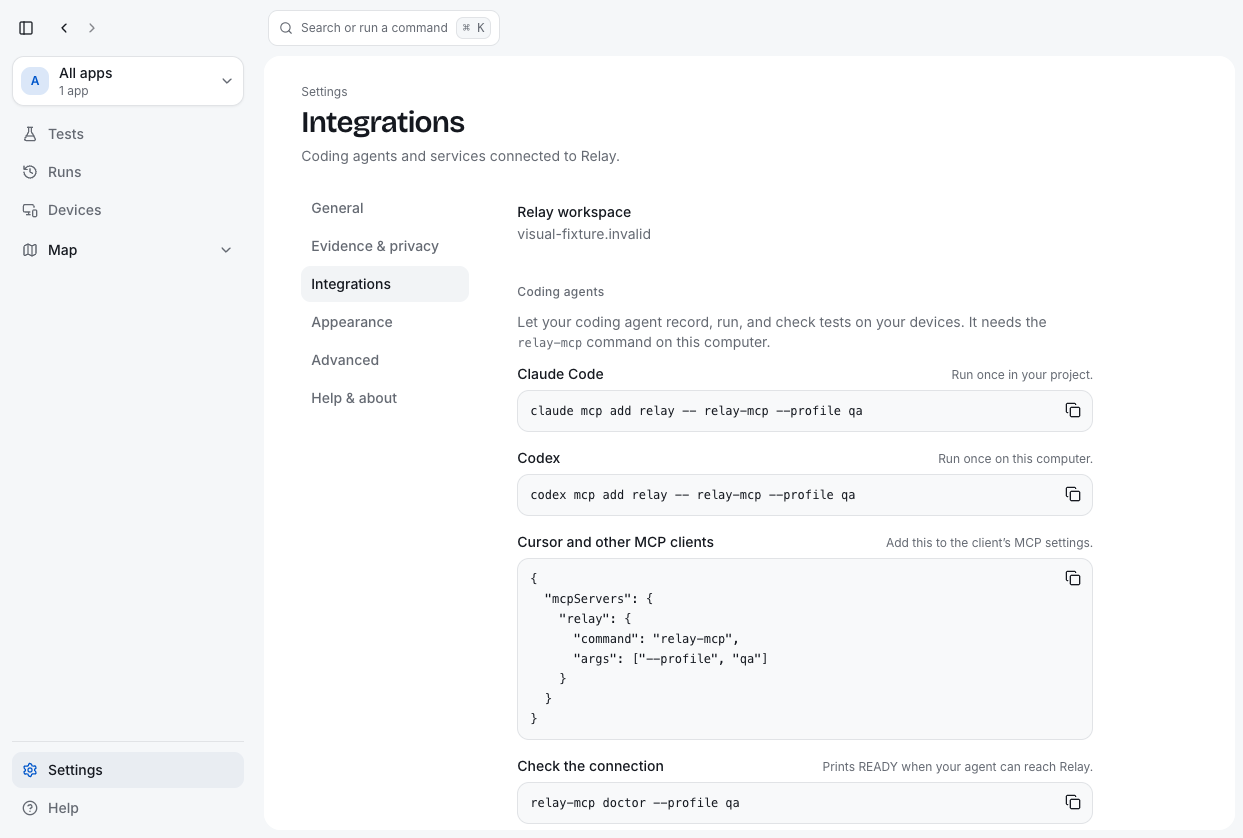 Search or run a command ⌘ K
A
All apps
1 app
Tests
Runs
Devices
Map
Settings
Help
Settings
Integrations
Coding agents and services connected to Relay.
General
Evidence & privacy
Integrations
Appearance
Advanced
Help & about
Relay workspace
visual-fixture.invalid
Coding agents
Let your coding agent record, run, and check tests on your devices. It needs the
relay-mcp command on this computer.
Claude Code Run once in your project.
claude mcp add relay -- relay-mcp --profile qa
Codex Run once on this computer.
codex mcp add relay -- relay-mcp --profile qa
Cursor and other MCP clients Add this to the client’s MCP settings.
{
  "mcpServers": {
    "relay": {
      "command": "relay-mcp",
      "args": ["--profile", "qa"]
    }
  }
}
Check the connection Prints READY when your agent can reach Relay.
relay-mcp doctor --profile qa